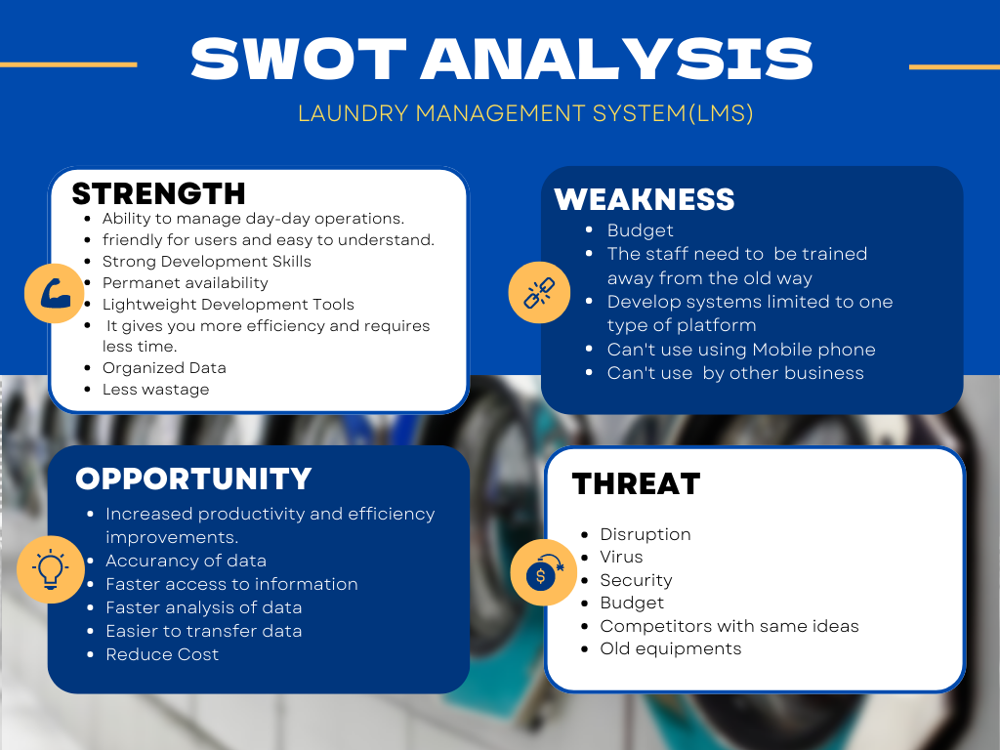 SWOT ANALYSIS
LAUNDRY MANAGEMENT SYSTEM(LMS)
STRENGTH
Ability to manage day-day operations.
friendly for users and easy to understand.
Strong Development Skills
Permanet availability
Lightweight Development Tools
It gives you more efficiency and requires
less time.
Organized Data
Less wastage
WEAKNESS
Budget
The staff need to be trained
away from the old way
Develop systems limited to one
type of platform
Can't use using Mobile phone
Can't use by other business
OPPORTUNITY
Increased productivity and efficiency
improvements.
Accurancy of data
Faster access to information
Faster analysis of data
Easier to transfer data
Reduce Cost
THREAT
Disruption
Virus
Security
Budget
Competitors with same ideas
Old equipments
$